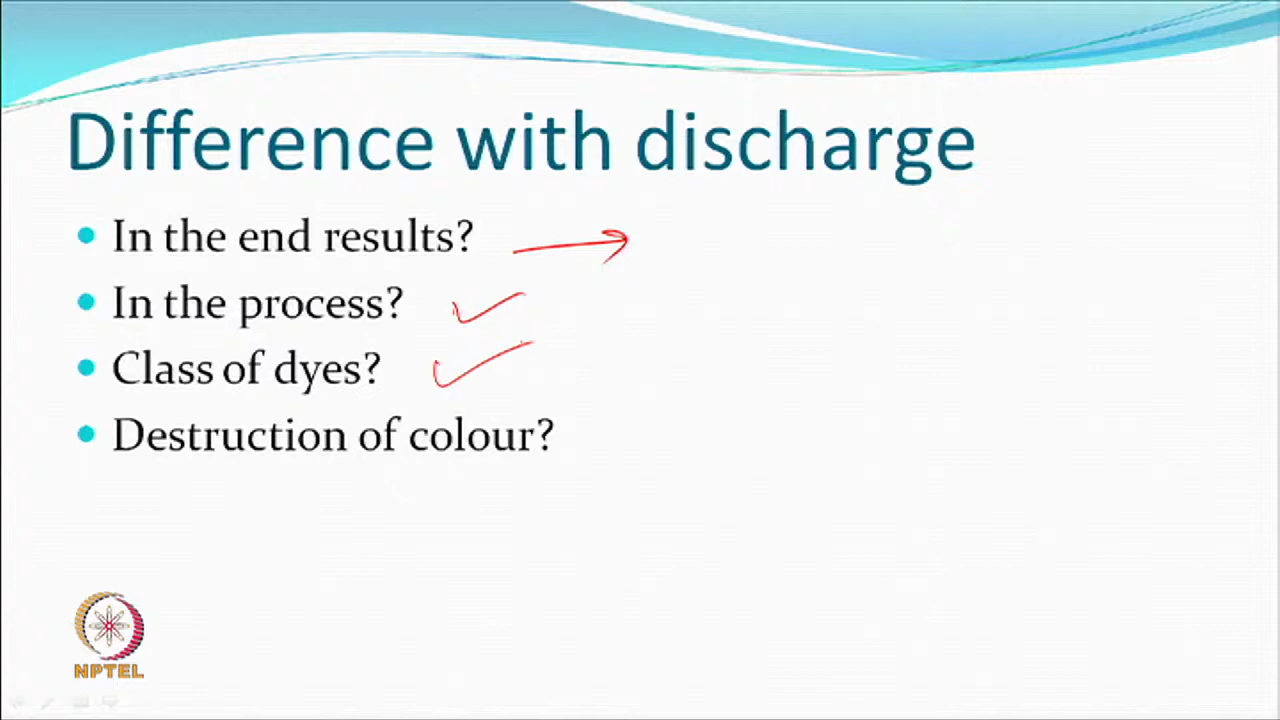 Difference with discharge
In the end results?
In the process?
Class of dyes?
Destruction of colour?
NPTEL